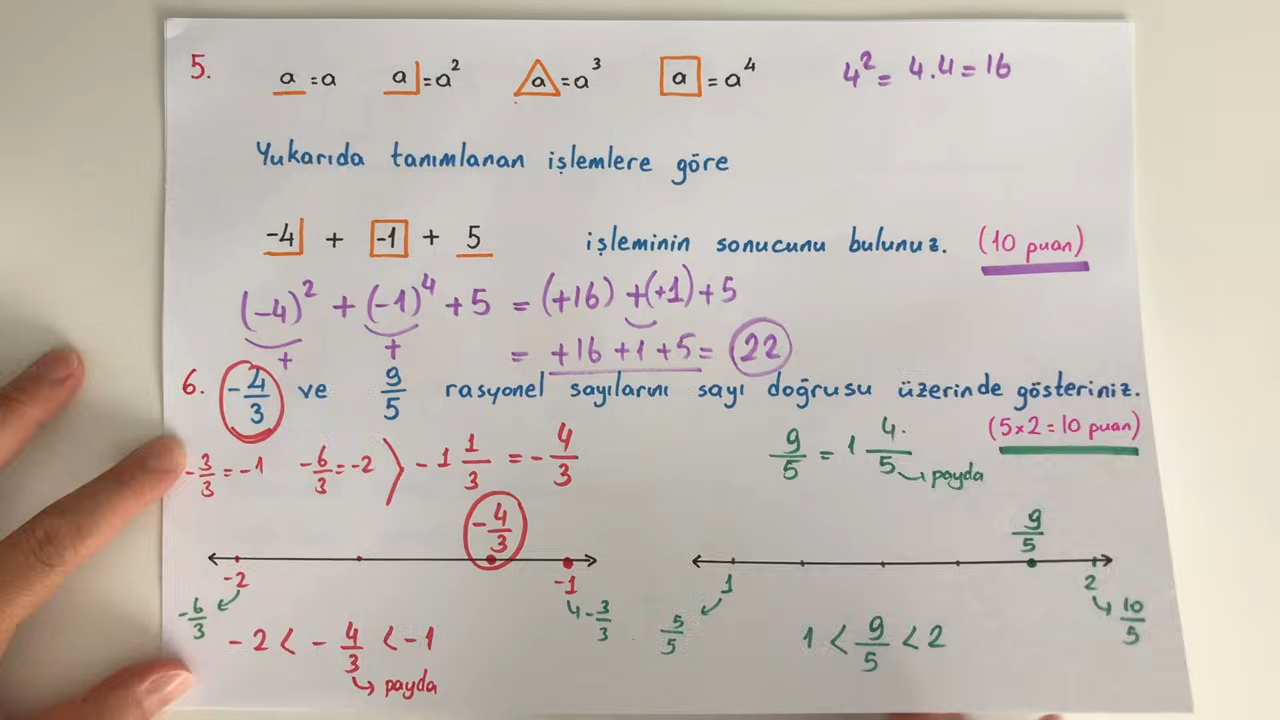 5. a = a a = a² a = a³ a = a⁴ 4² = 4.4 = 16
Yukarıda tanımlanan işlemlere göre
-4 + -1 + 5 işleminin sonucunu bulunuz. (10 puan)
(-4)² + (-1)⁴ + 5 = (+16) + (+1) + 5
+ + = +16 + 1 + 5 = 22
6. -4/3 ve 9/5 rasyonel sayılarını sayı doğrusu üzerinde gösteriniz.
(5x2 = 10 puan)
-3/3 = -1 -6/3 = -2 > -1 1/3 = -4/3
9/5 = 1 4/5 payda
-4/3
-2 -1
-6/3 -3/3
-2 < -4/3 < -1
payda
9/5
1 2
5/5 10/5
1 < 9/5 < 2